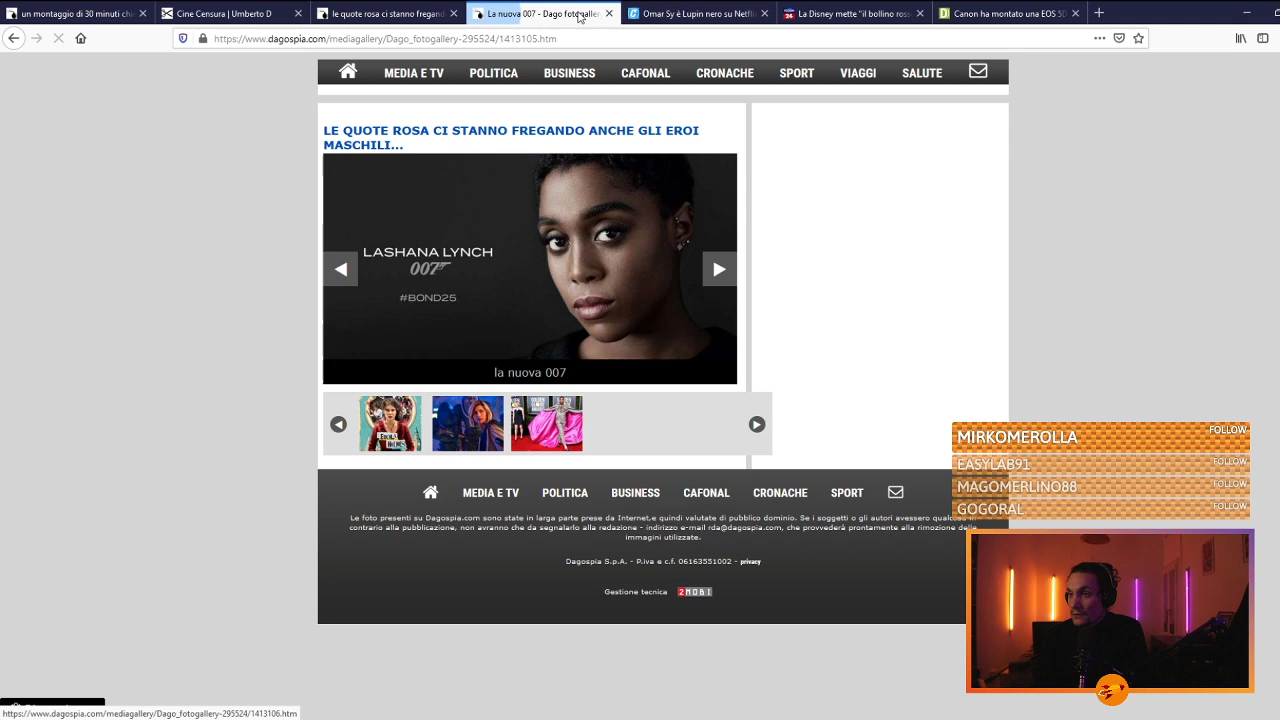 un montaggio di 30 minuti chi
Cine Censura | Umberto D
le quote rosa ci stanno fregand
La nuova 007 - Dago fotogaller
Omar Sy è Lupin nero su Netfl
La Disney mette "il bollino ross
Canon ha montato una EOS 5D
https://www.dagospia.com/mediagallery/Dago_fotogallery-295524/1413105.htm
MEDIA E TV POLITICA BUSINESS CAFONAL CRONACHE SPORT VIAGGI SALUTE
LE QUOTE ROSA CI STANNO FREGANDO ANCHE GLI EROI
MASCHILI...
LASHANA LYNCH
007
#BOND25
la nuova 007
ENOLA HOLMES
MIRKOMEROLLA FOLLOW
EASYLAB91 FOLLOW
MAGOMERLINO88 FOLLOW
GOGORAL FOLLOW
MEDIA E TV POLITICA BUSINESS CAFONAL CRONACHE SPORT
Le foto presenti su Dagospia.com sono state in larga parte prese da Internet,e quindi valutate di pubblico dominio. Se i soggetti o gli autori avessero qualcosa in
contrario alla pubblicazione, non avranno che da segnalarlo alla redazione - indirizzo e-mail rda@dagospia.com, che provvederà prontamente alla rimozione delle
immagini utilizzate.
Dagospia S.p.A. - P.iva e c.f. 06163551002 - privacy
Gestione tecnica 2MOBI
https://www.dagospia.com/mediagallery/Dago_fotogallery-295524/1413106.htm